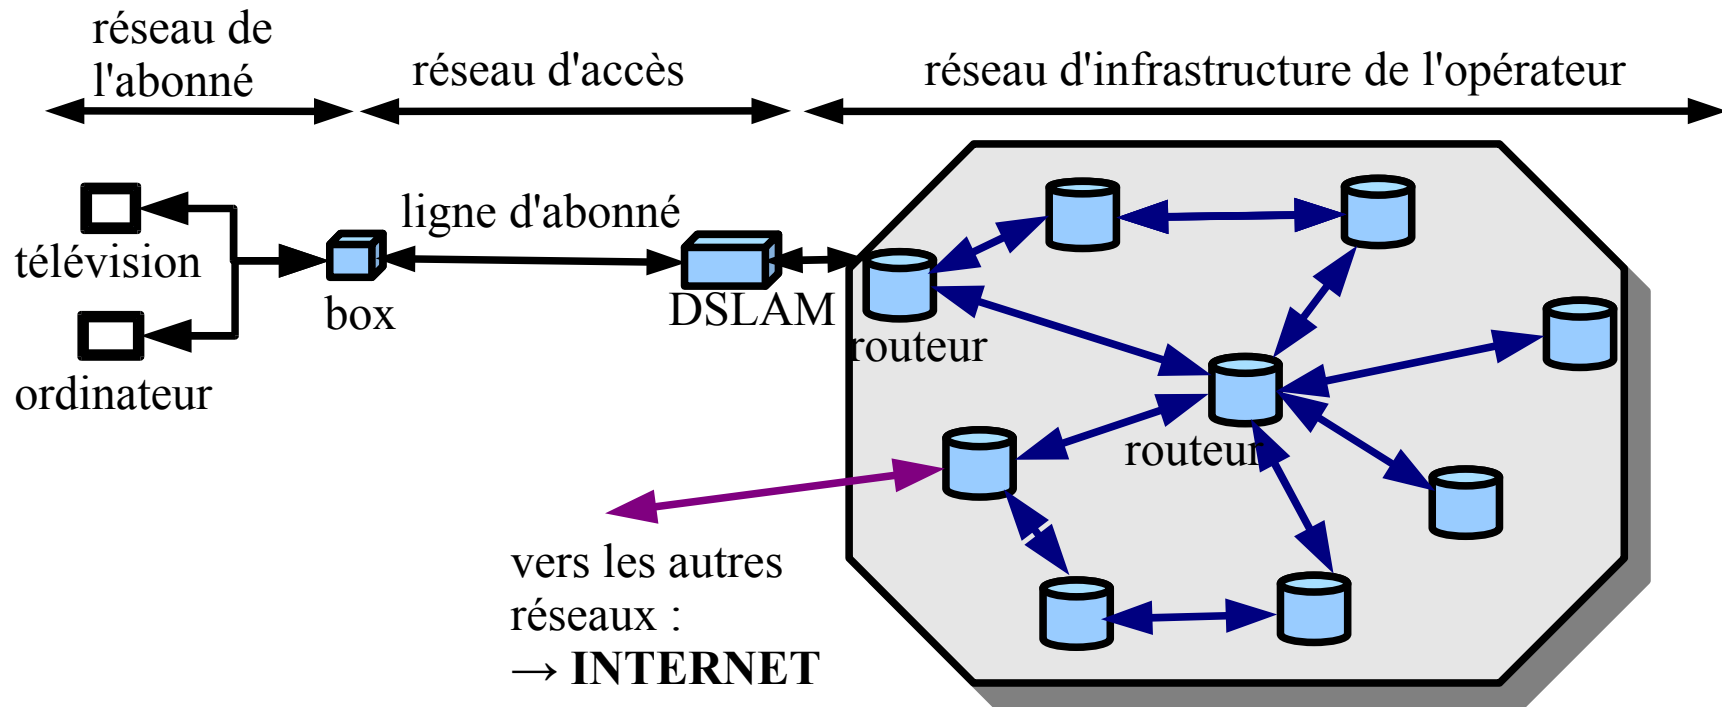 réseau de
l'abonné
réseau d'accès
réseau d'infrastructure de l'opérateur
ligne d'abonné
télévision
box
DSLAM
routeur
ordinateur
routeur
vers les autres
réseaux :
→ INTERNET